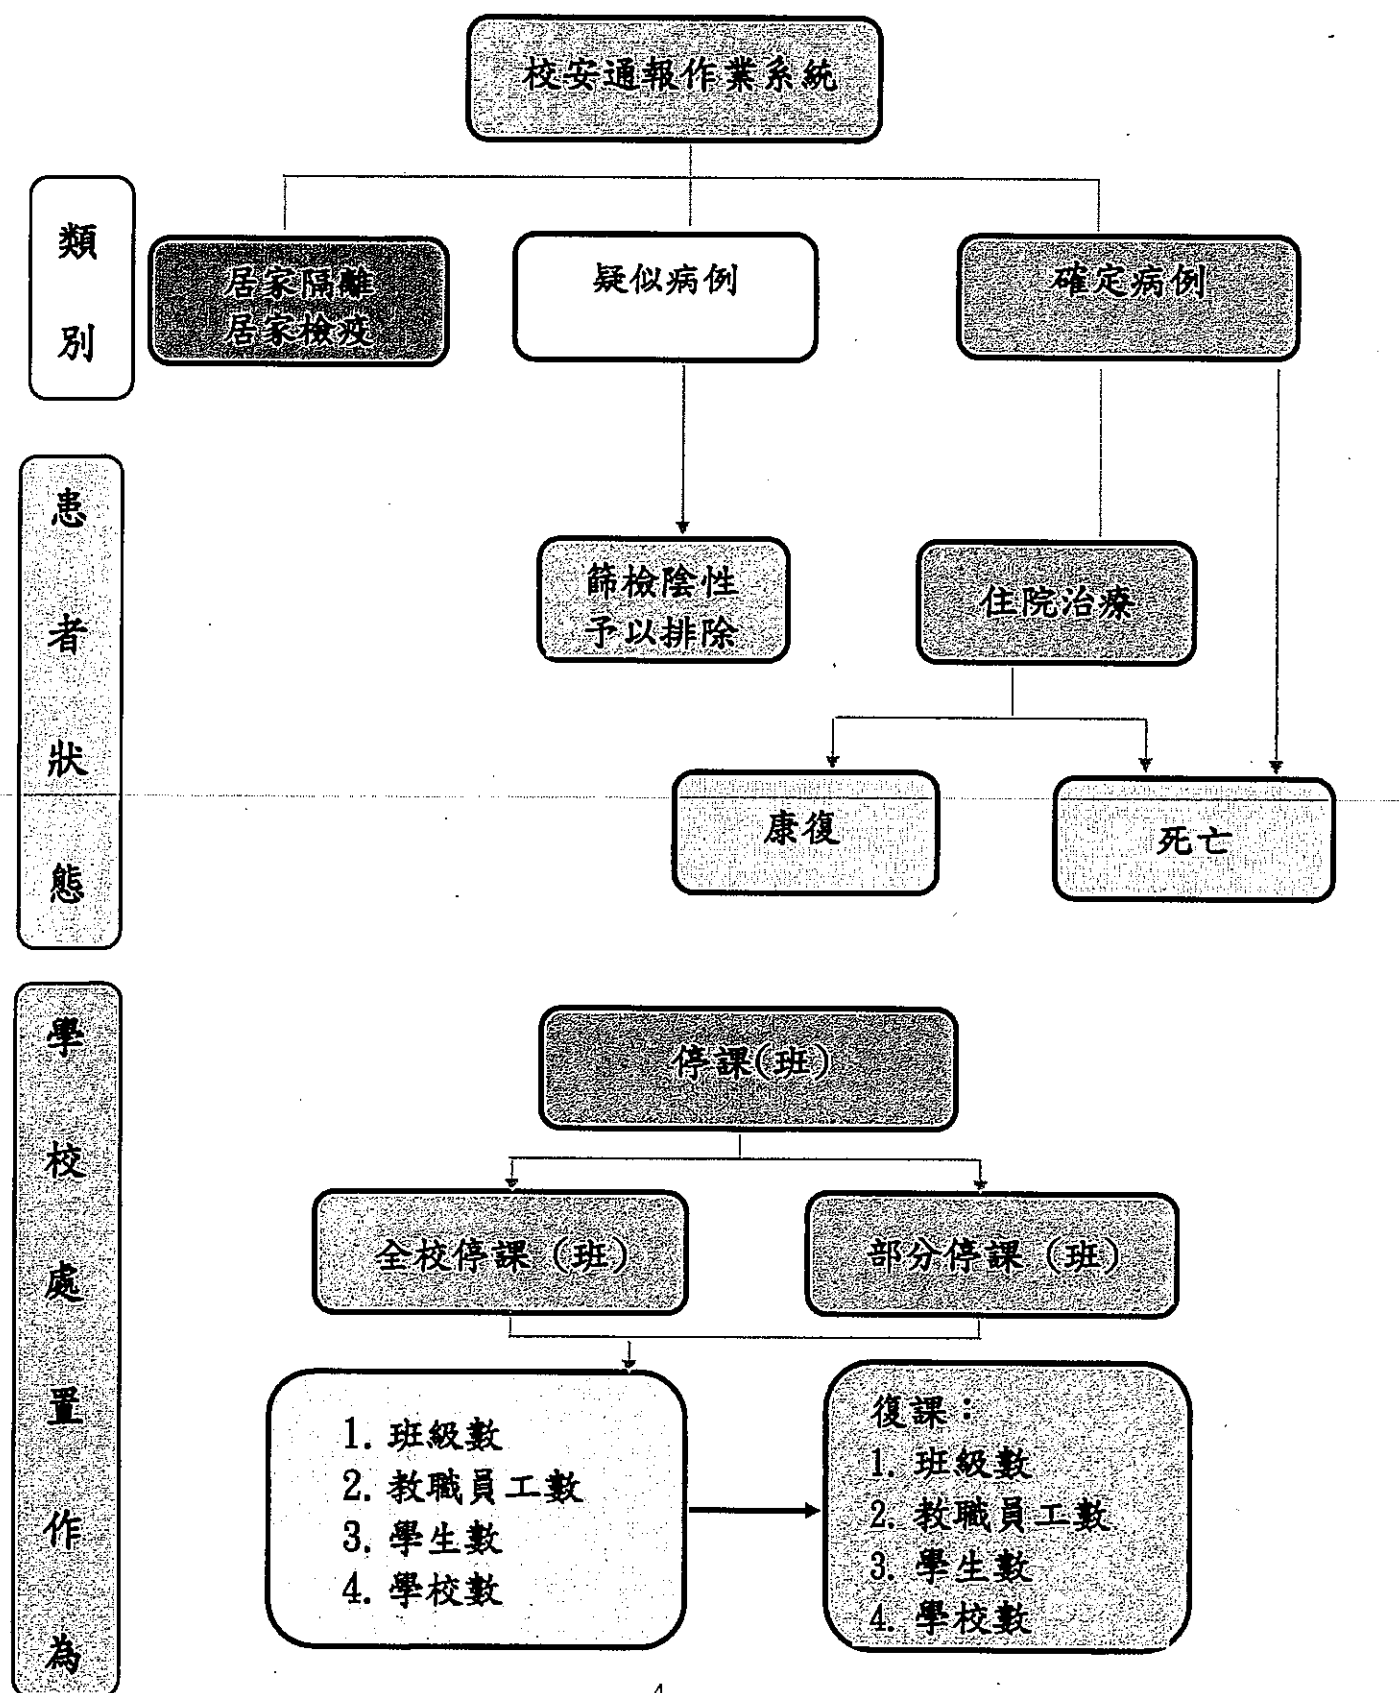 校安通報作業系統
類別
居家隔離
居家檢疫
疑似病例
確定病例
患者狀態
篩檢陰性
予以排除
住院治療
康復
死亡
學校處置作為
停課(班)
全校停課（班）
部分停課（班）
1. 班級數
2. 教職員工數
3. 學生數
4. 學校數
復課：
1. 班級數
2. 教職員工數
3. 學生數
4. 學校數
4